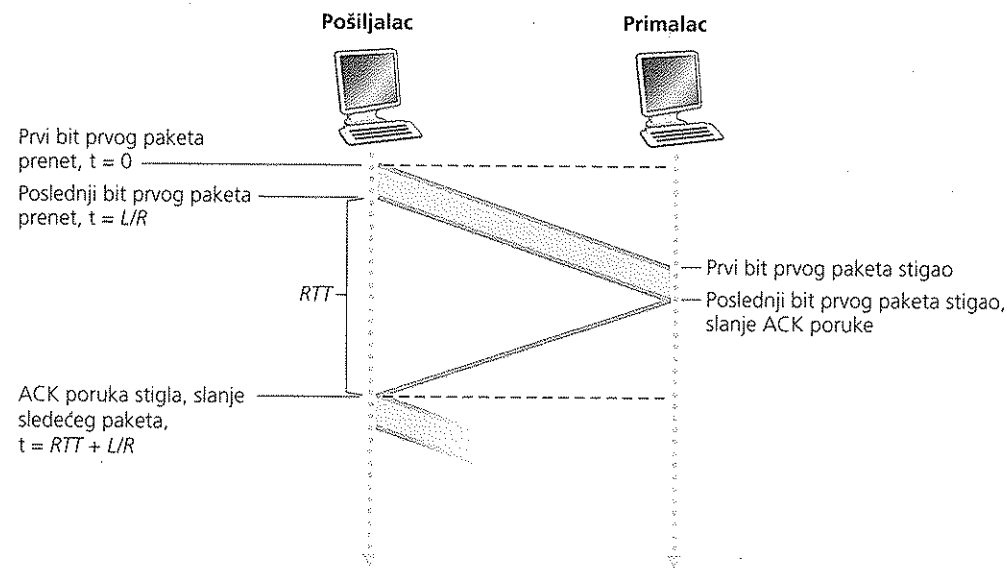 Pošiljalac
Primalac
Prvi bit prvog paketa
prenet, t = 0
Poslednji bit prvog paketa
prenet, t = L/R
RTT
Prvi bit prvog paketa stigao
Poslednji bit prvog paketa stigao,
slanje ACK poruke
ACK poruka stigla, slanje
sledećeg paketa,
t = RTT + L/R